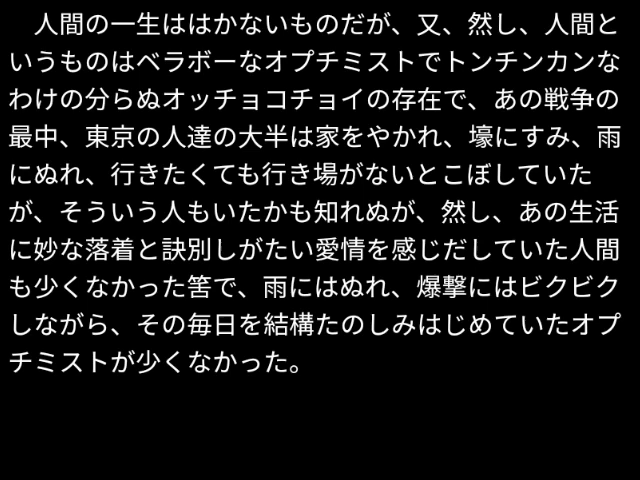 人間の一生ははかないものだが、又、然し、人間と
いうものはベラボーなオプチミストでトンチンカンな
わけの分らぬオッチョコチョイの存在で、あの戦争の
最中、東京の人達の大半は家をやかれ、壕にすみ、雨
にぬれ、行きたくても行き場がないとこぼしていた
が、そういう人もいたかも知れぬが、然し、あの生活
に妙な落着と訣別しがたい愛情を感じだしていた人間
も少くなかった筈で、雨にはぬれ、爆撃にはビクビク
しながら、その毎日を結構たのしみはじめていたオプ
チミストが少くなかった。